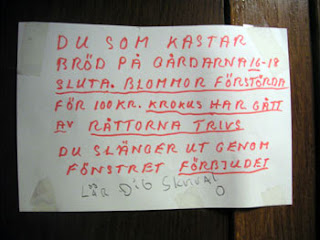 DU SOM KASTAR
BRÖD PÅ GÅRDARNA 16-18
SLUTA. BLOMMOR FÖRSTÖRDA
FÖR 100 KR. KROKUS HAR GÅTT
AV RÅTTORNA TRIVS
DU SLÄNGER UT GENOM
FÖNSTRET FÖRBJUDET
LÄR DIG SKRIVA!